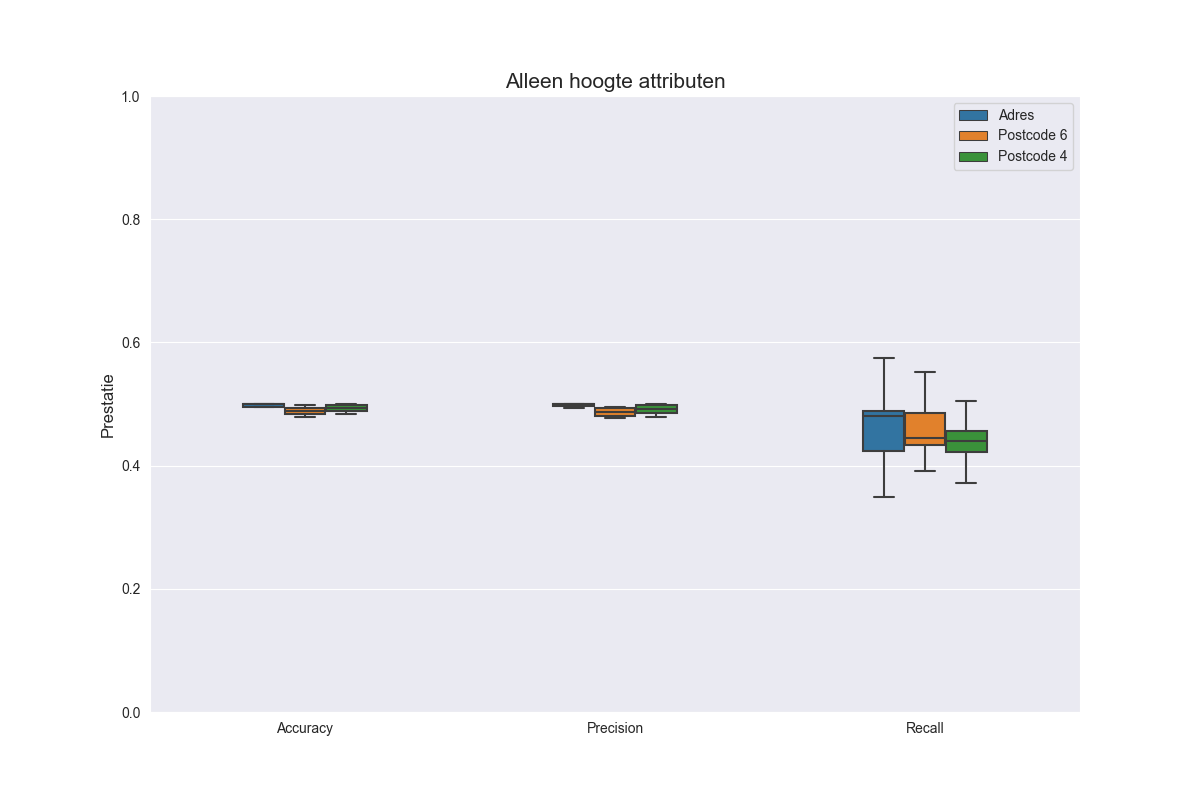 Alleen hoogte attributen
1.0
0.8
0.6
0.4
0.2
0.0
Prestatie
Adres
Postcode 6
Postcode 4
Accuracy
Precision
Recall